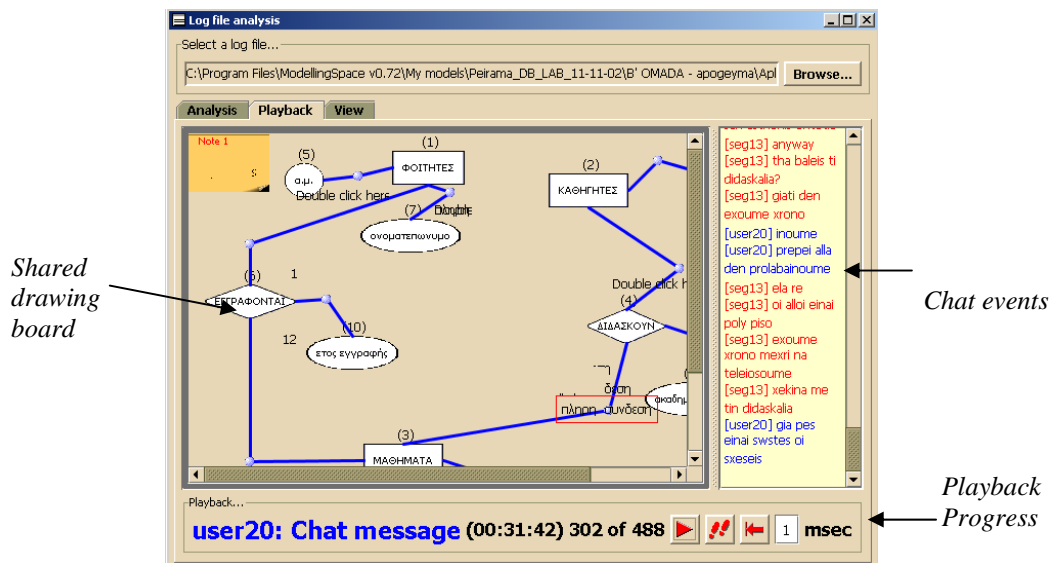 Log file analysis
Select a log file...
C:\Program Files\ModellingSpace v0.72\My models\Peirama_DB_LAB_11-11-02\B' OMADA - apogeyma\Apl
Browse...
Analysis
Playback
View
Note 1
s
(1)
ΦΟΙΤΗΤΕΣ
(5)
α.μ.
Double click here
(2)
ΚΑΘΗΓΗΤΕΣ
(7)
ονοματεπωνυμο
Double click h
(6)
1
ΕΓΓΡΑΦΟΝΤΑΙ
(4)
ΔΙΔΑΣΚΟΥΝ
12
(10)
ετος εγγραφής
δεση
ακαδημ
πληρη συνδεση
(3)
ΜΑΘΗΜΑΤΑ
[seg13] anyway
[seg13] tha baleis ti
didaskalia?
[seg13] giati den
exoume xrono
[user20] inoume
[user20] prepei alla
den prolabainoume
[seg13] ela re
[seg13] oi alloi einai
poly piso
[seg13] exoume
xrono mexri na
teleiosoume
[seg13] xekina me
tin didaskalia
[user20] gia pes
einai swstes oi
sxeseis
Playback...
user20: Chat message (00:31:42) 302 of 488
1 msec
Shared
drawing
board
Chat events
Playback
Progress